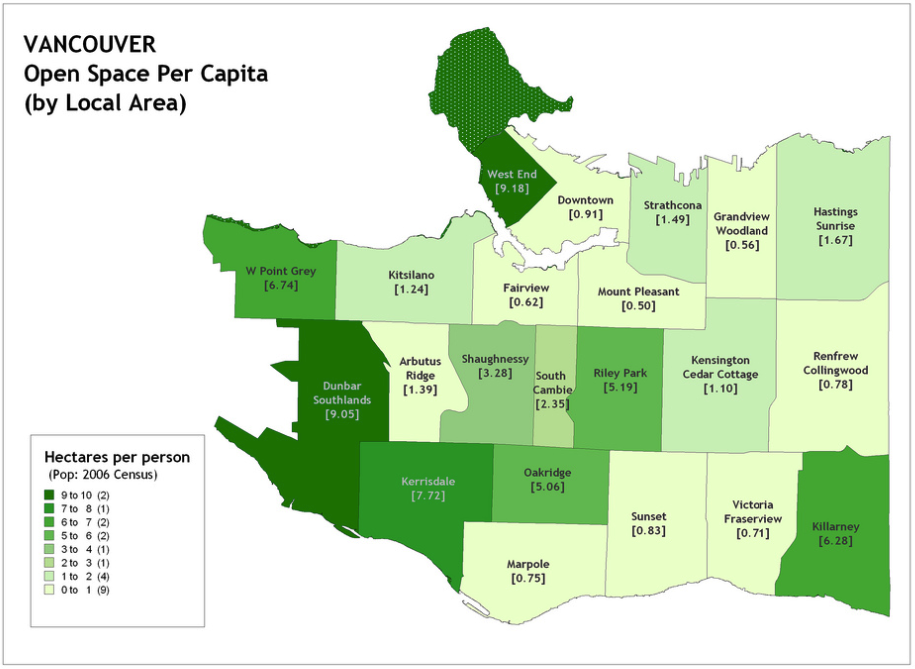 VANCOUVER
Open Space Per Capita
(by Local Area)
West End
[9.18]
Downtown
[0.91]
Strathcona
[1.49]
Grandview
Woodland
[0.56]
Hastings
Sunrise
[1.67]
W Point Grey
[6.74]
Kitsilano
[1.24]
Fairview
[0.62]
Mount Pleasant
[0.50]
Dunbar
Southlands
[9.05]
Arbutus
Ridge
[1.39]
Shaughnessy
[3.28]
South
Cambie
[2.35]
Riley Park
[5.19]
Kensington
Cedar Cottage
[1.10]
Renfrew
Collingwood
[0.78]
Kerrisdale
[7.72]
Oakridge
[5.06]
Marpole
[0.75]
Sunset
[0.83]
Victoria
Fraserview
[0.71]
Killarney
[6.28]
Hectares per person
(Pop: 2006 Census)
9 to 10 (2)
7 to 8 (1)
6 to 7 (2)
5 to 6 (2)
3 to 4 (1)
2 to 3 (1)
1 to 2 (4)
0 to 1 (9)